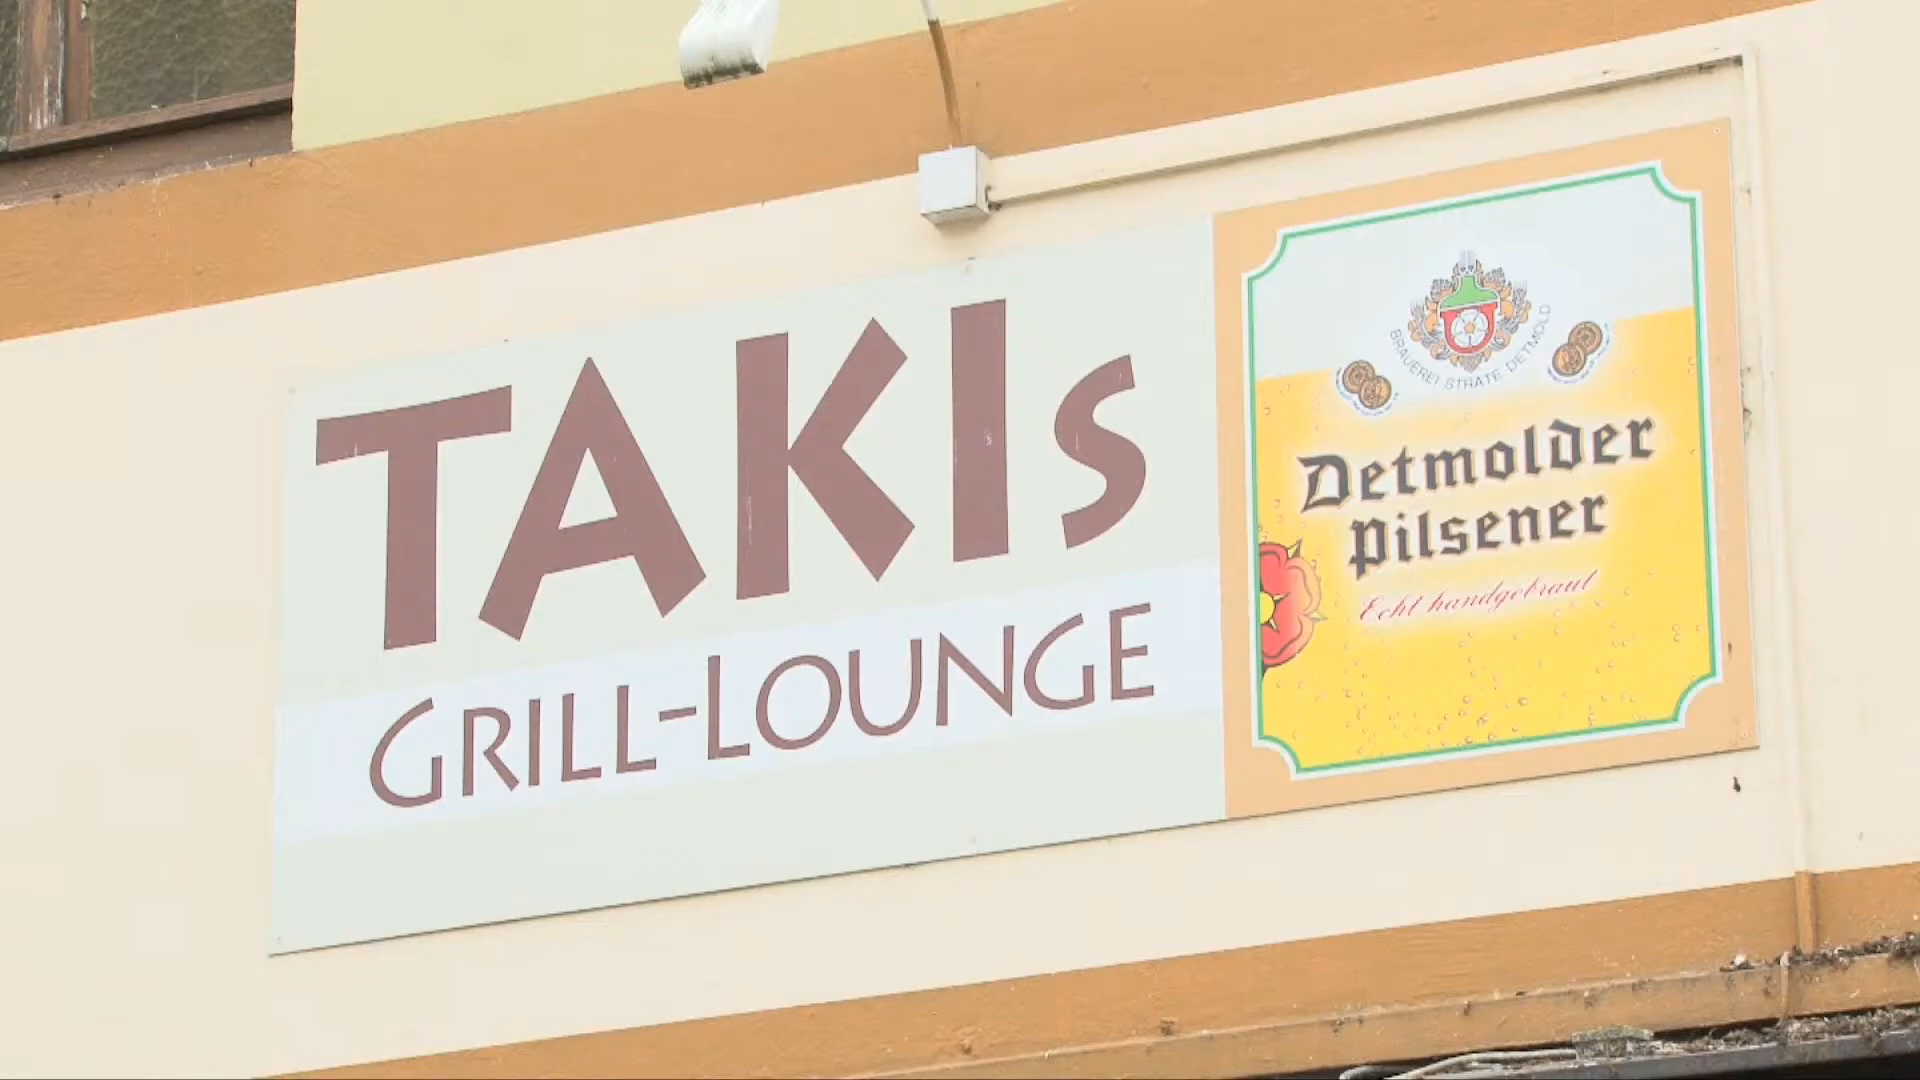 TAKIs
GRILL-LOUNGE
BRAUEREI STRATE DETMOLD
Detmolder
Pilsener
Echt handgebraut